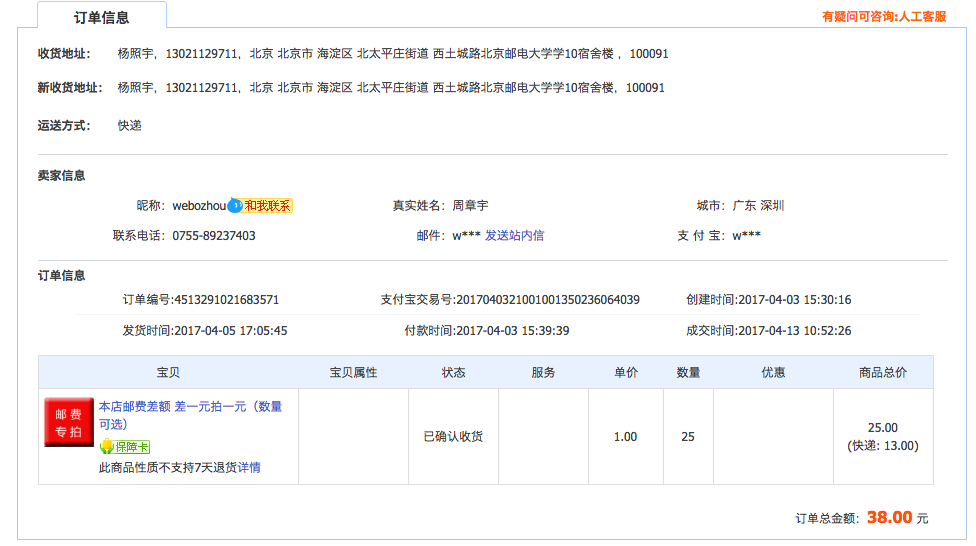 订单信息
有疑问可咨询:人工客服
收货地址： 杨照宇，13021129711，北京 北京市 海淀区 北太平庄街道 西土城路北京邮电大学学10宿舍楼 ，100091
新收货地址： 杨照宇，13021129711，北京 北京市 海淀区 北太平庄街道 西土城路北京邮电大学学10宿舍楼，100091
运送方式： 快递
卖家信息
昵称：webozhou 和我联系 真实姓名：周章宇 城市：广东 深圳
联系电话：0755-89237403 邮件：w*** 发送站内信 支 付 宝：w***
订单信息
订单编号:4513291021683571 支付宝交易号:2017040321001001350236064039 创建时间:2017-04-03 15:30:16
发货时间:2017-04-05 17:05:45 付款时间:2017-04-03 15:39:39 成交时间:2017-04-13 10:52:26
宝贝 宝贝属性 状态 服务 单价 数量 优惠 商品总价
邮 费
专 拍
本店邮费差额 差一元拍一元（数量
可选）
保障卡
此商品性质不支持7天退货详情
已确认收货 1.00 25
25.00
(快递: 13.00)
订单总金额：38.00 元